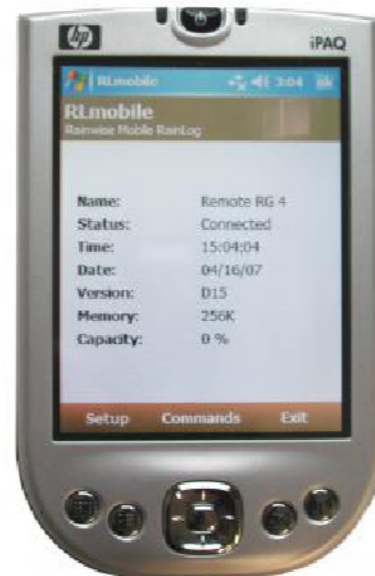 hp
iPAQ
RLmobile 3:04 ok
RLmobile
Rainwise Mobile RainLog
Name: Remote RG 4
Status: Connected
Time: 15:04:04
Date: 04/16/07
Version: D15
Memory: 256K
Capacity: 0 %
Setup Commands Exit